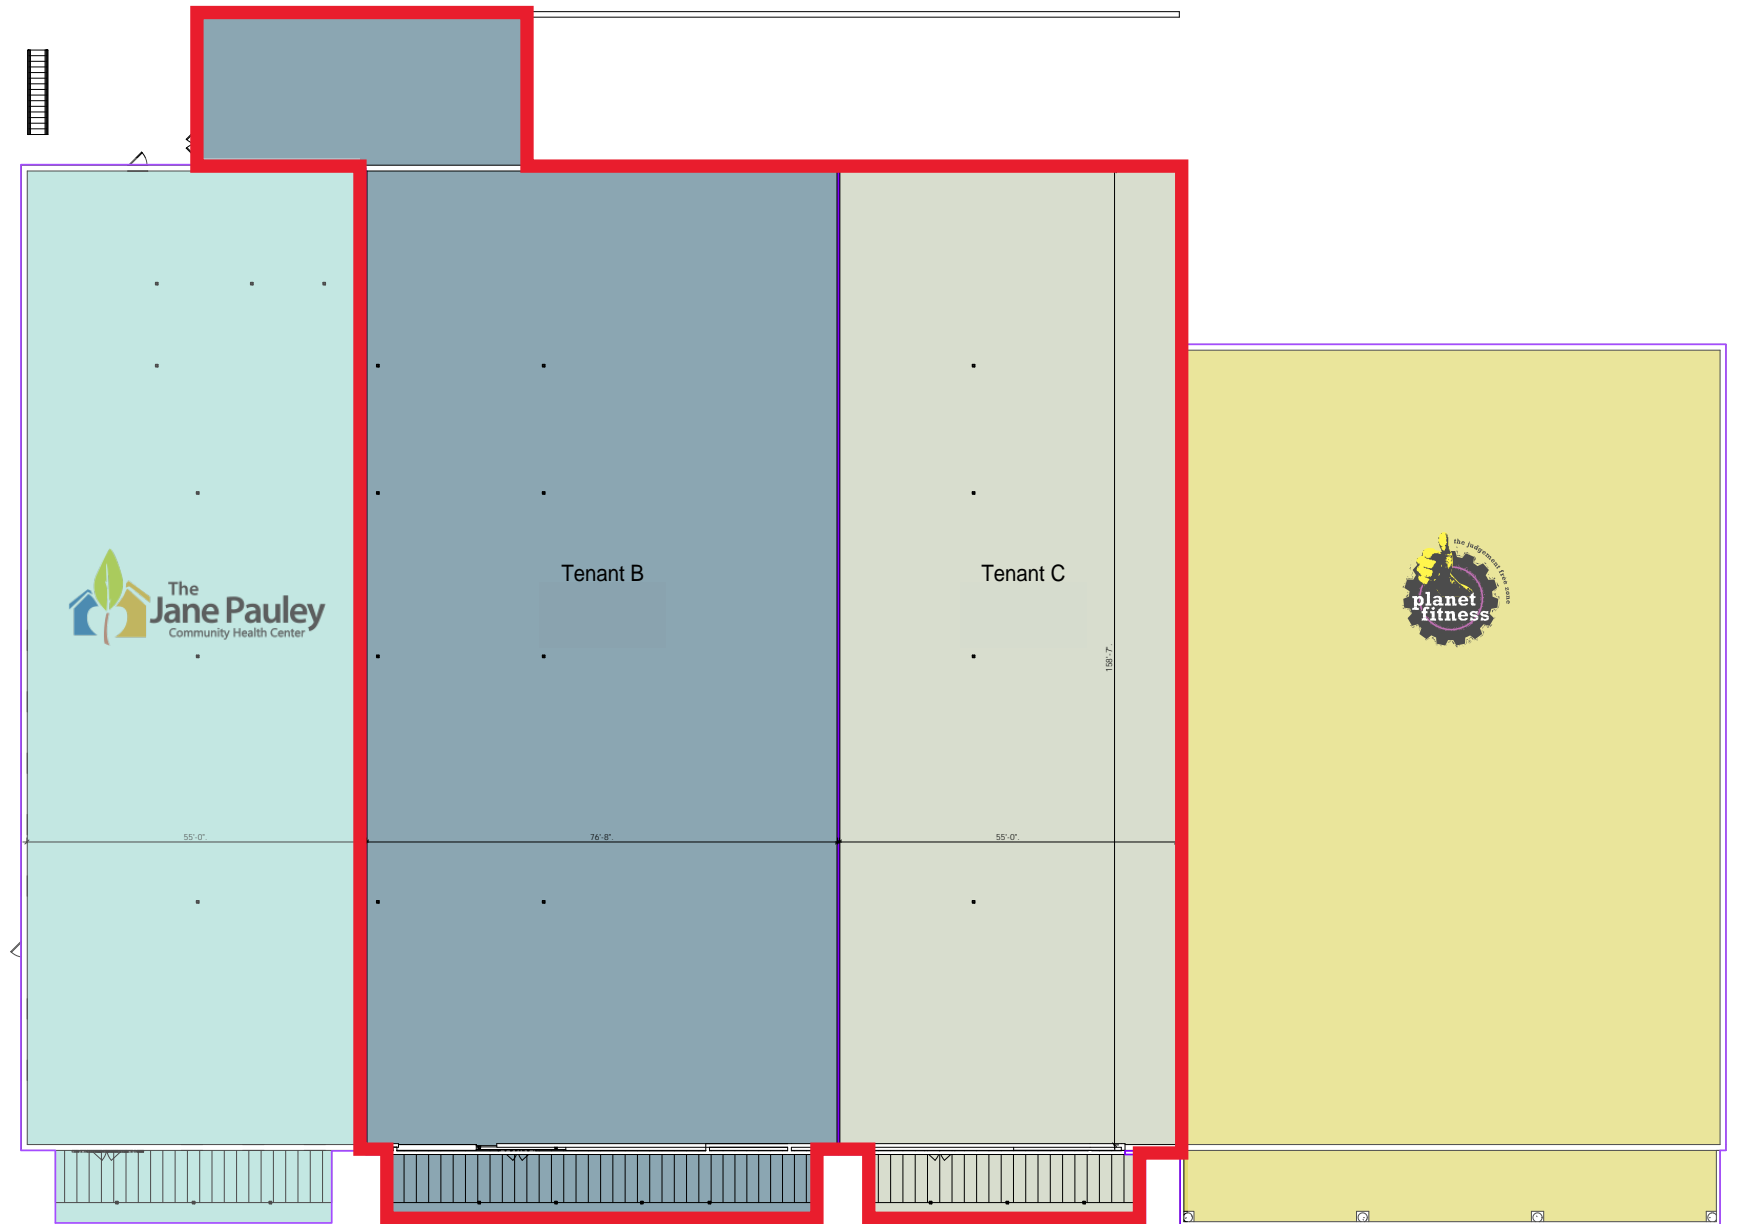 Tenant B
Tenant C
the judgement free zone
planet
fitness
The
Jane Pauley
Community Health Center
158'-7".
55'-0".
76'-8".
55'-0".